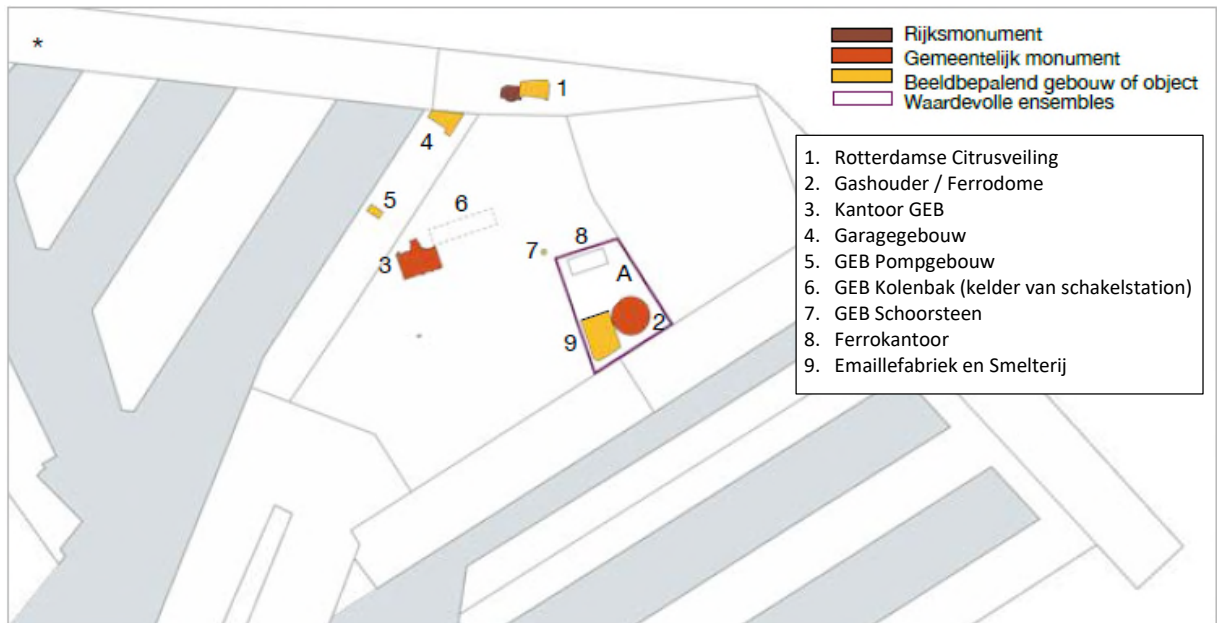 *
Rijksmonument
Gemeentelijk monument
Beeldbepalend gebouw of object
Waardevolle ensembles
1
4
5
6
3
7
8
A
2
9
1. Rotterdamse Citrusveiling
2. Gashouder / Ferrodome
3. Kantoor GEB
4. Garagegebouw
5. GEB Pompgebouw
6. GEB Kolenbak (kelder van schakelstation)
7. GEB Schoorsteen
8. Ferrokantoor
9. Emaillefabriek en Smelterij